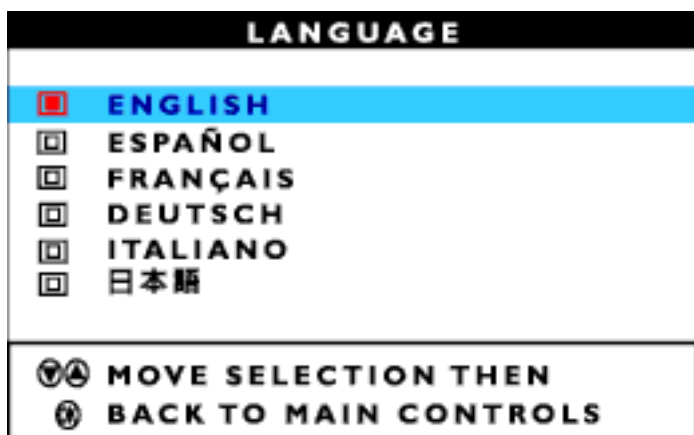 LANGUAGE
ENGLISH
ESPAÑOL
FRANÇAIS
DEUTSCH
ITALIANO
日本語
MOVE SELECTION THEN
BACK TO MAIN CONTROLS